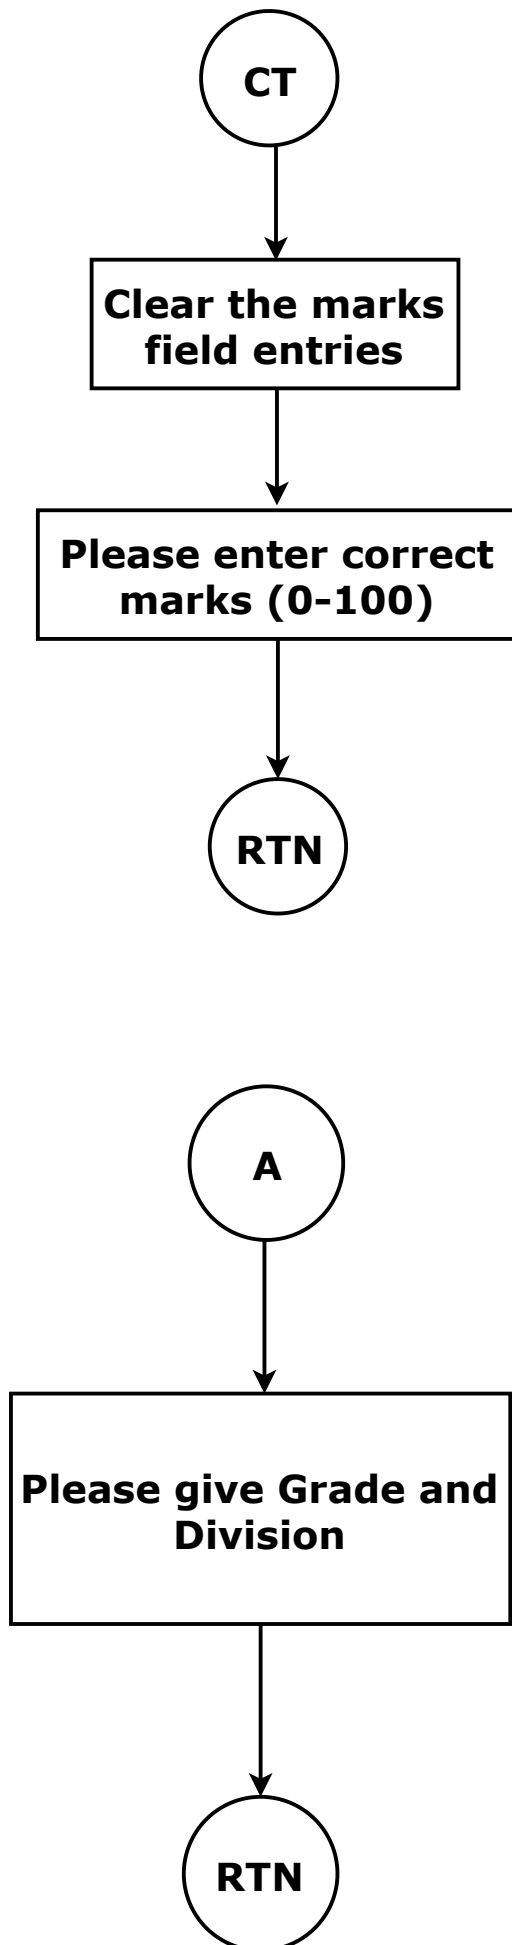 CT
Clear the marks
field entries
Please enter correct
marks (0-100)
RTN
A
Please give Grade and
Division
RTN